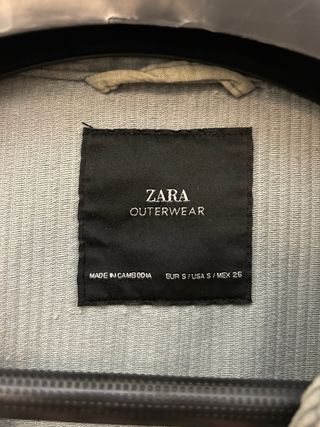 ZARA
OUTERWEAR
MADE IN CAMBODIA EUR S / USA S / MEX 26